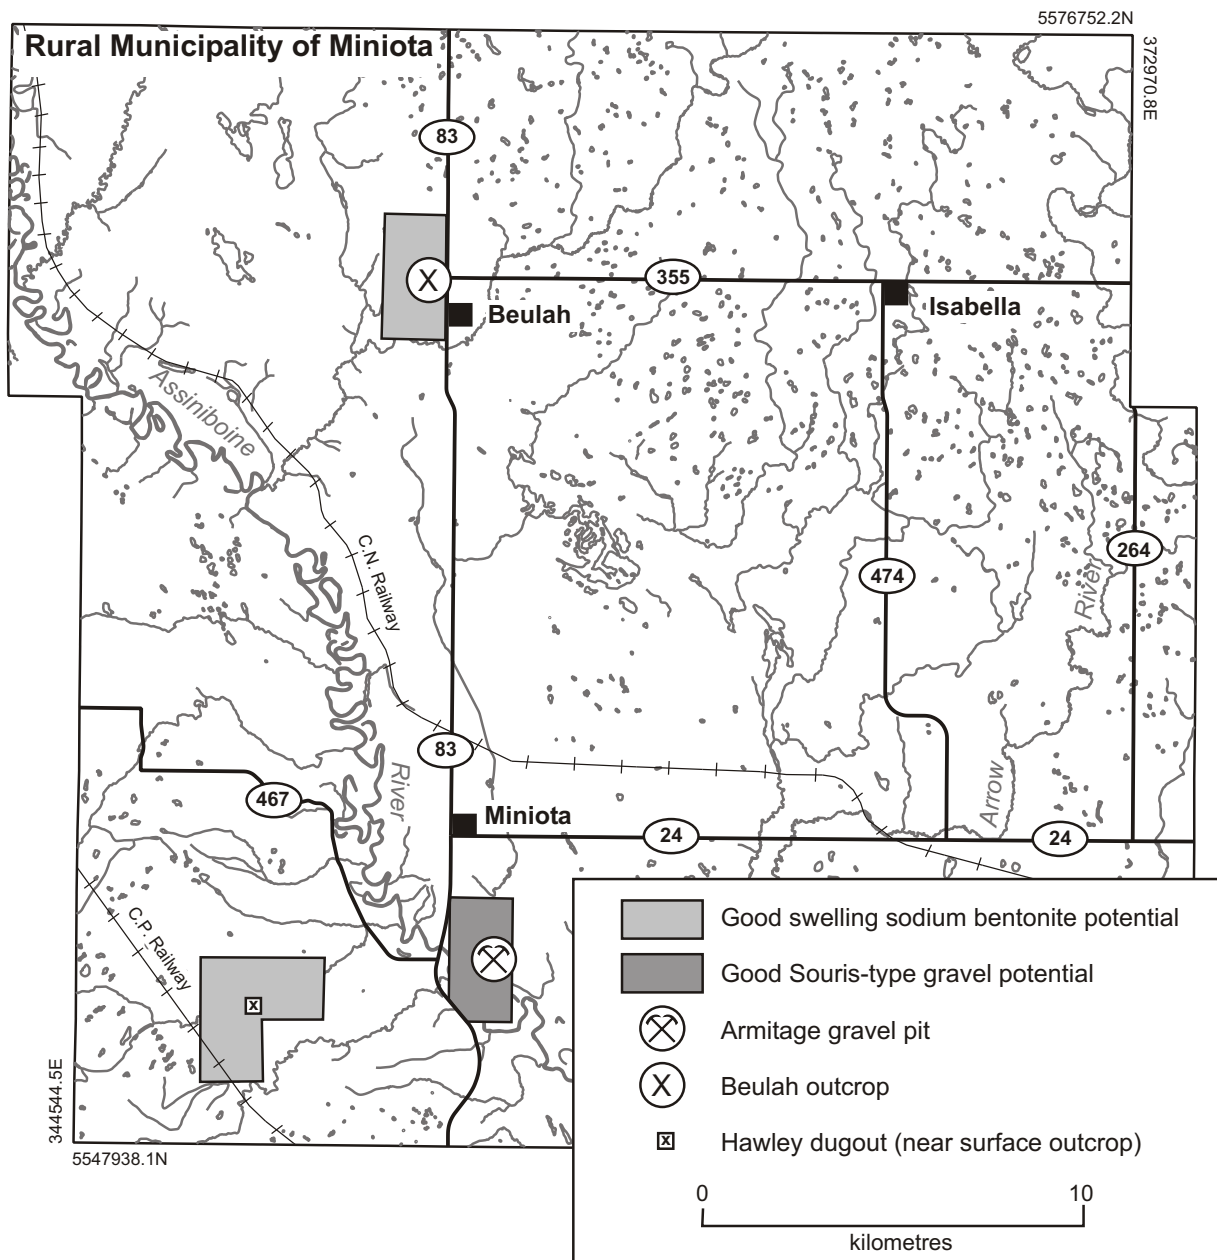 5576752.2N
Rural Municipality of Miniota
372970.8E
83
355
Beulah
Isabella
Assiniboine
C.N. Railway
264
474
River
83
River
Arrow
467
Miniota
24
24
C.P. Railway
Good swelling sodium bentonite potential
Good Souris-type gravel potential
Armitage gravel pit
X
X
Beulah outcrop
x
x
Hawley dugout (near surface outcrop)
344544.5E
5547938.1N
0
10
kilometres